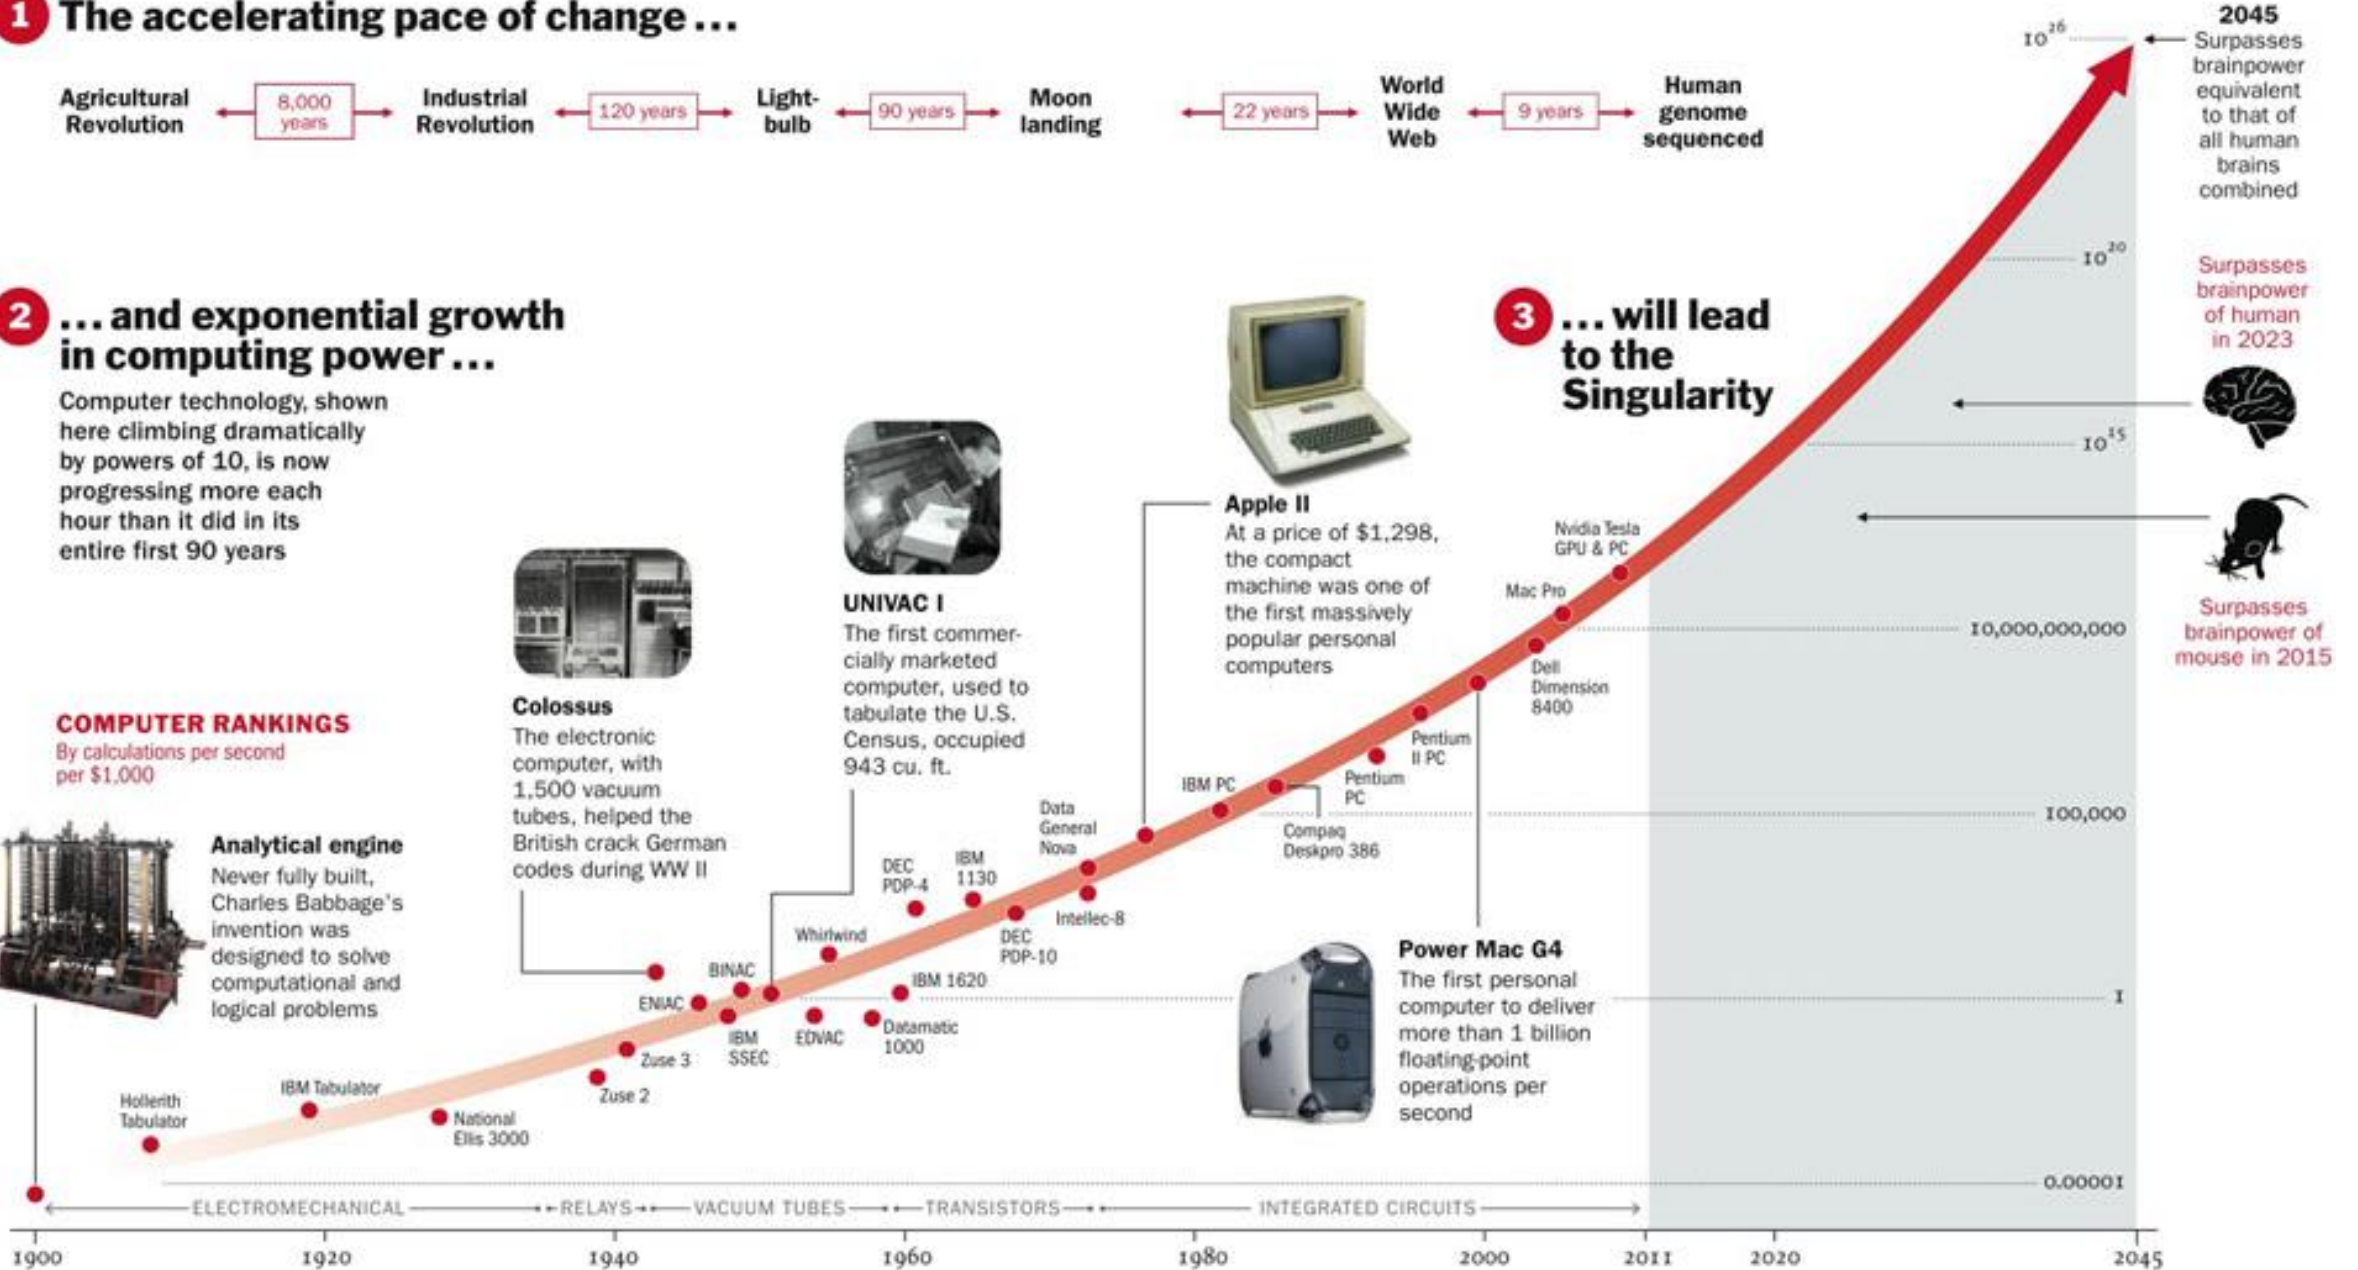 1 The accelerating pace of change ...
Agricultural
Revolution
8,000
years
Industrial
Revolution
120 years
Light-
bulb
90 years
Moon
landing
22 years
World
Wide
Web
9 years
Human
genome
sequenced
2 ... and exponential growth
in computing power ...
Computer technology, shown
here climbing dramatically
by powers of 10, is now
progressing more each
hour than it did in its
entire first 90 years
3 ... will lead
to the
Singularity
COMPUTER RANKINGS
By calculations per second
per $1,000
Analytical engine
Never fully built,
Charles Babbage's
invention was
designed to solve
computational and
logical problems
Colossus
The electronic
computer, with
1,500 vacuum
tubes, helped the
British crack German
codes during WW II
UNIVAC I
The first commer-
cially marketed
computer, used to
tabulate the U.S.
Census, occupied
943 cu. ft.
Apple II
At a price of $1,298,
the compact
machine was one of
the first massively
popular personal
computers
Power Mac G4
The first personal
computer to deliver
more than 1 billion
floating-point
operations per
second
Hollerith
Tabulator
IBM Tabulator
National
Ellis 3000
Zuse 2
Zuse 3
ENIAC
BINAC
IBM
SSEC
Whirlwind
EDVAC
Datamatic
1000
IBM 1620
DEC
PDP-4
IBM
1130
DEC
PDP-10
Data
General
Nova
Intellec-8
IBM PC
Compaq
Deskpro 386
Pentium
PC
Pentium
II PC
Dell
Dimension
8400
Mac Pro
Nvidia Tesla
GPU & PC
2045
Surpasses
brainpower
equivalent
to that of
all human
brains
combined
Surpasses
brainpower
of human
in 2023
Surpasses
brainpower of
mouse in 2015
10^26
10^20
10^15
10,000,000,000
100,000
1
0.00001
ELECTROMECHANICAL
RELAYS
VACUUM TUBES
TRANSISTORS
INTEGRATED CIRCUITS
1900
1920
1940
1960
1980
2000
2011
2020
2045